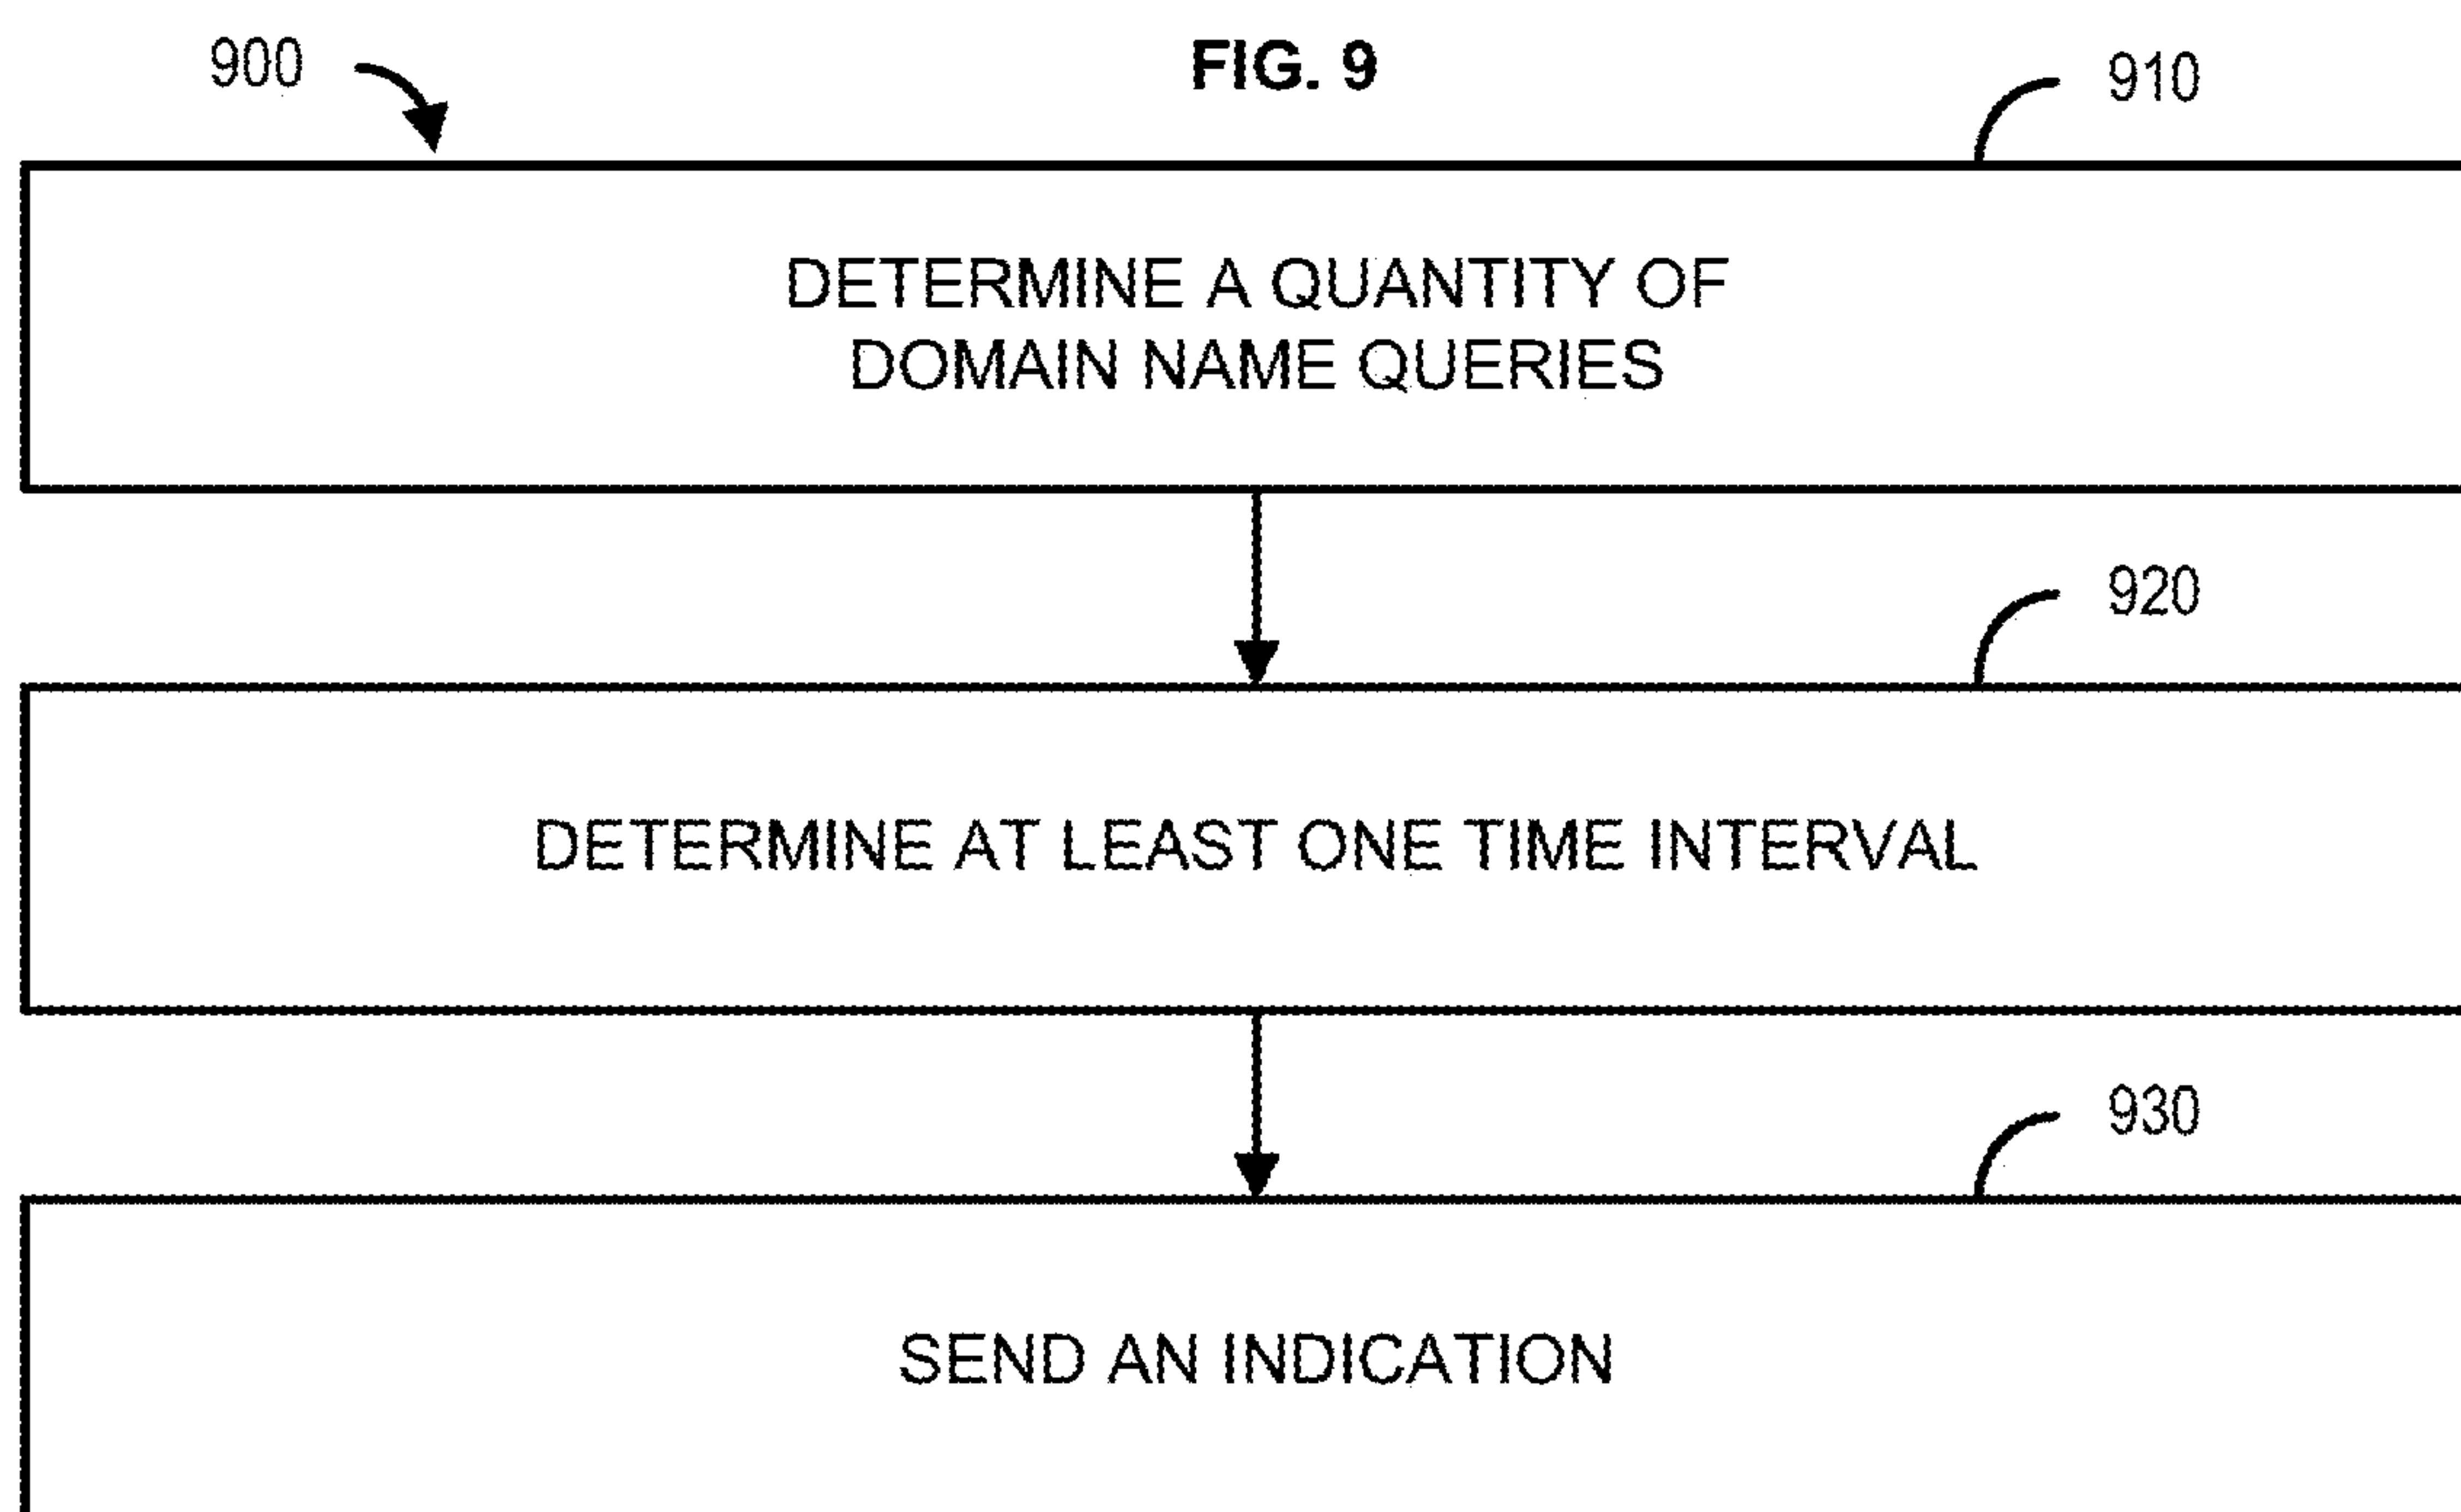 900
FIG. 9
910
DETERMINE A QUANTITY OF
DOMAIN NAME QUERIES
920
DETERMINE AT LEAST ONE TIME INTERVAL
930
SEND AN INDICATION